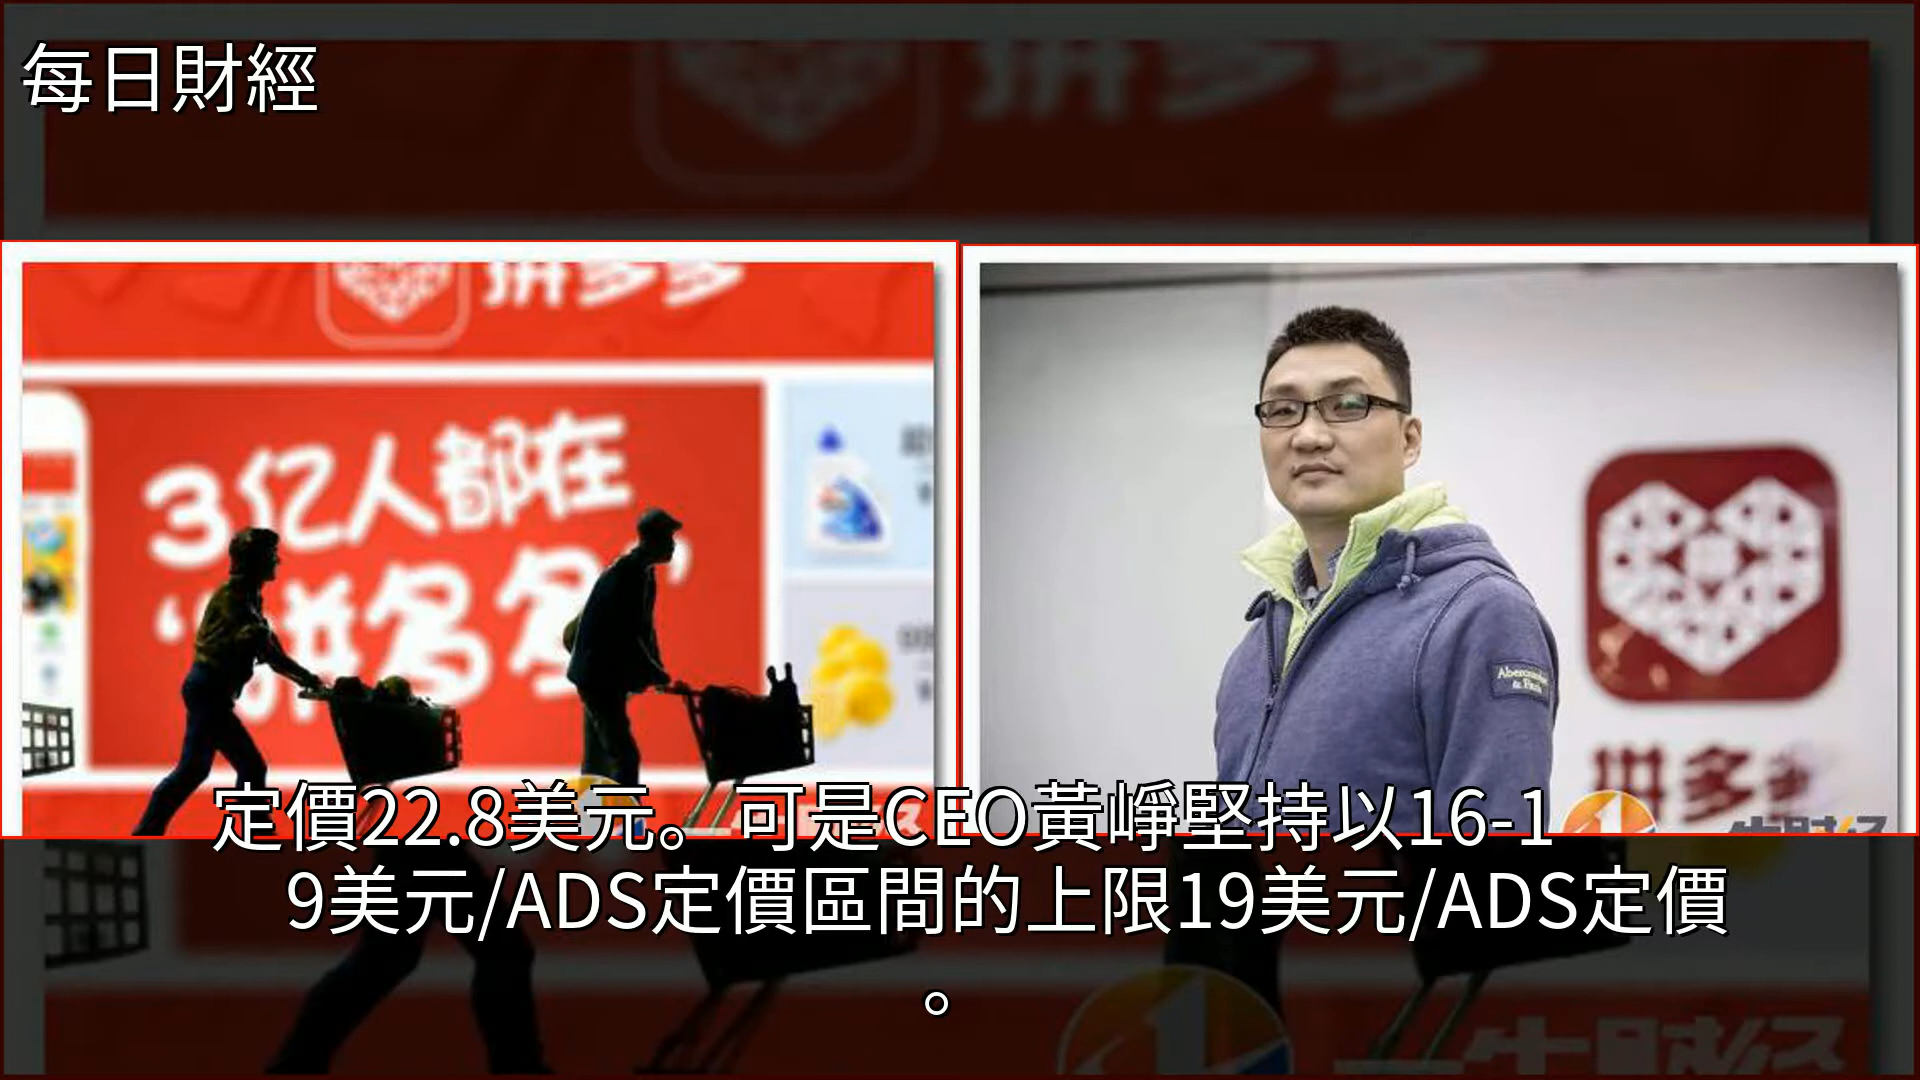 每日財經
拼多多
3亿人都在
“拼多多”
Abercrombie
& Fitch
拼多多
定價22.8美元。 可是CEO黃崢堅持以16-1
9美元/ADS定價區間的上限19美元/ADS定價
。